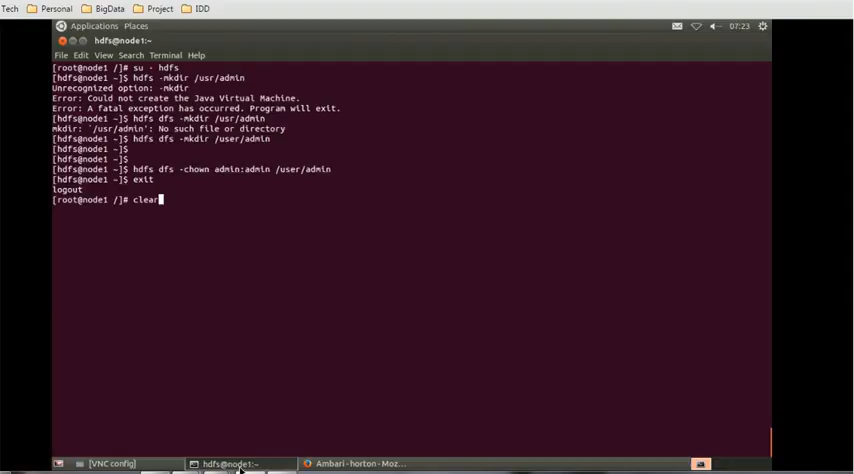 Tech Personal BigData Project IDD
Applications Places 07:23
hdfs@node1:~
File Edit View Search Terminal Help
[root@node1 /]# su - hdfs
[hdfs@node1 ~]$ hdfs -mkdir /usr/admin
Unrecognized option: -mkdir
Error: Could not create the Java Virtual Machine.
Error: A fatal exception has occurred. Program will exit.
[hdfs@node1 ~]$ hdfs dfs -mkdir /usr/admin
mkdir: `/usr/admin': No such file or directory
[hdfs@node1 ~]$ hdfs dfs -mkdir /user/admin
[hdfs@node1 ~]$
[hdfs@node1 ~]$
[hdfs@node1 ~]$ hdfs dfs -chown admin:admin /user/admin
[hdfs@node1 ~]$ exit
logout
[root@node1 /]# clear
[VNC config] hdfs@node1:~ Ambari - horton - Moz...